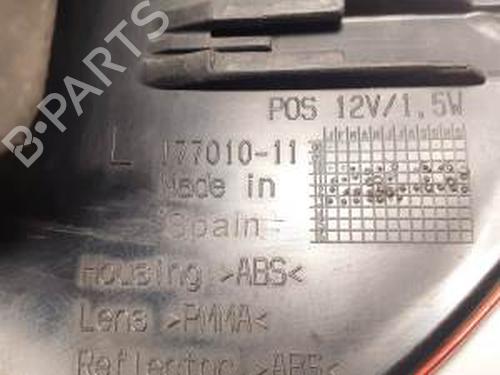 POS 12V/1,5W
L 177010-11
Made in
Spain
Housing >ABS<
Lens >PMMA<
Reflector >ABS<
B-PARTS